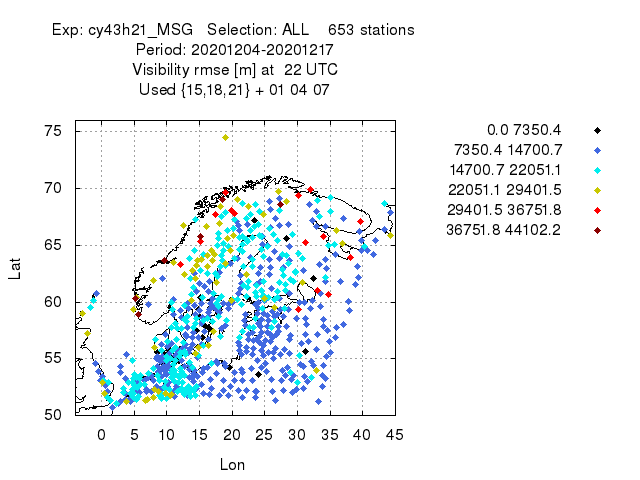 Exp: cy43h21_MSG   Selection: ALL    653 stations
Period: 20201204-20201217
Visibility rmse [m] at  22 UTC
Used {15,18,21} + 01 04 07
0.0 7350.4
7350.4 14700.7
14700.7 22051.1
22051.1 29401.5
29401.5 36751.8
36751.8 44102.2
75
70
65
60
55
50
Lat
0 5 10 15 20 25 30 35 40 45
Lon